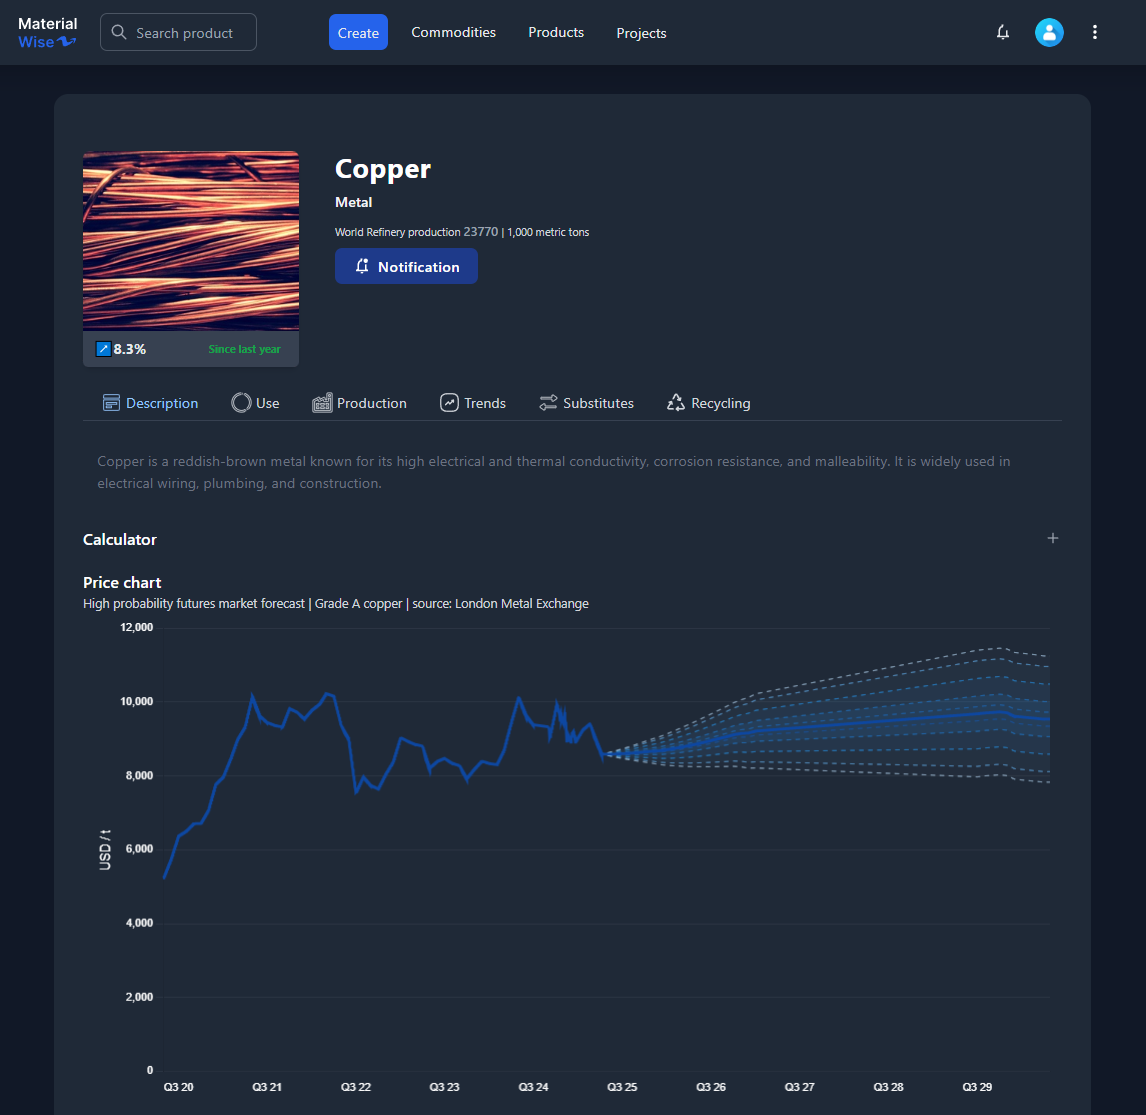 Material
Wise
Search product
Create
Commodities
Products
Projects
Copper
Metal
World Refinery production 23770 | 1,000 metric tons
Notification
8.3%
Since last year
Description
Use
Production
Trends
Substitutes
Recycling
Copper is a reddish-brown metal known for its high electrical and thermal conductivity, corrosion resistance, and malleability. It is widely used in
electrical wiring, plumbing, and construction.
Calculator
Price chart
High probability futures market forecast | Grade A copper | source: London Metal Exchange
12,000
10,000
8,000
6,000
4,000
2,000
0
USD / t
Q3 20
Q3 21
Q3 22
Q3 23
Q3 24
Q3 25
Q3 26
Q3 27
Q3 28
Q3 29